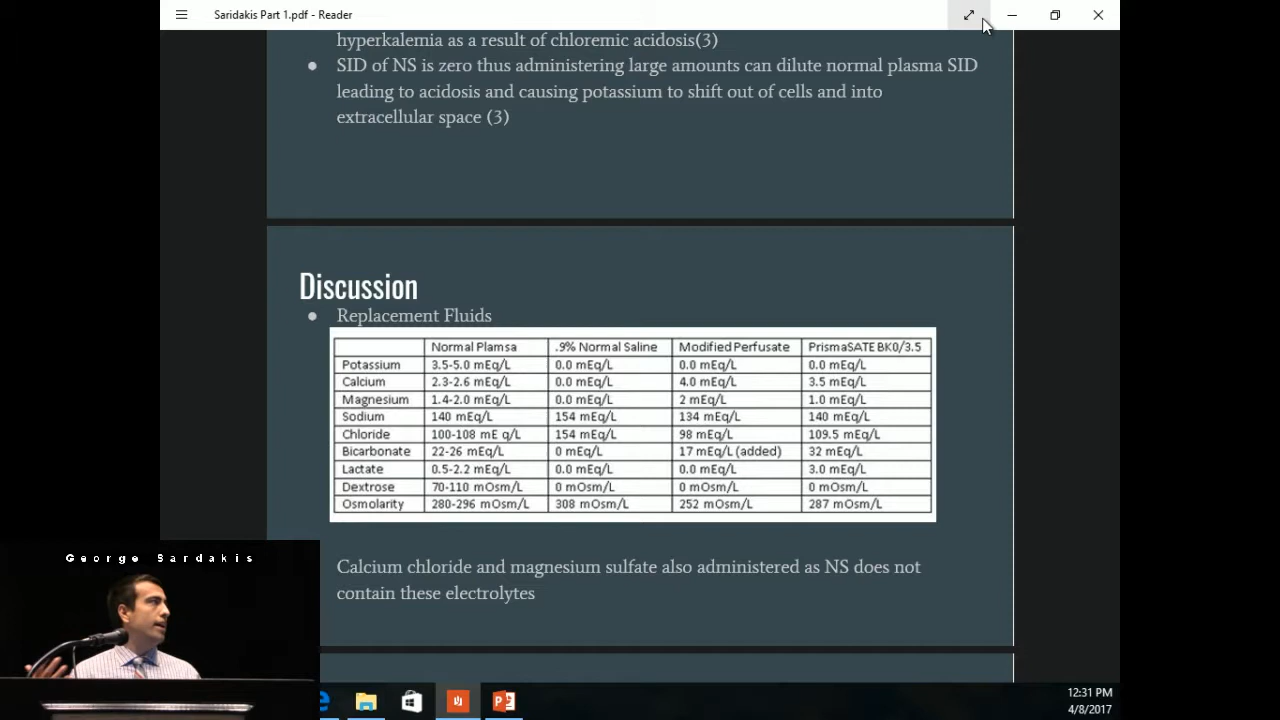 Saridakis Part 1.pdf - Reader
hyperkalemia as a result of chloremic acidosis(3)
● SID of NS is zero thus administering large amounts can dilute normal plasma SID
leading to acidosis and causing potassium to shift out of cells and into
extracellular space (3)
Discussion
● Replacement Fluids
Normal Plamsa .9% Normal Saline Modified Perfusate PrismaSATE BK0/3.5
Potassium 3.5-5.0 mEq/L 0.0 mEq/L 0.0 mEq/L 0.0 mEq/L
Calcium 2.3-2.6 mEq/L 0.0 mEq/L 4.0 mEq/L 3.5 mEq/L
Magnesium 1.4-2.0 mEq/L 0.0 mEq/L 2 mEq/L 1.0 mEq/L
Sodium 140 mEq/L 154 mEq/L 134 mEq/L 140 mEq/L
Chloride 100-108 mE q/L 154 mEq/L 98 mEq/L 109.5 mEq/L
Bicarbonate 22-26 mEq/L 0 mEq/L 17 mEq/L (added) 32 mEq/L
Lactate 0.5-2.2 mEq/L 0.0 mEq/L 0.0 mEq/L 3.0 mEq/L
Dextrose 70-110 mOsm/L 0 mOsm/L 0 mOsm/L 0 mOsm/L
Osmolarity 280-296 mOsm/L 308 mOsm/L 252 mOsm/L 287 mOsm/L
Calcium chloride and magnesium sulfate also administered as NS does not
contain these electrolytes
George Sardakis
12:31 PM
4/8/2017